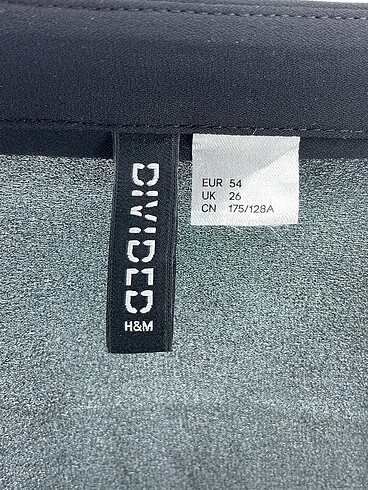 DIVIDED
H&M
EUR 54
UK 26
CN 175/128A